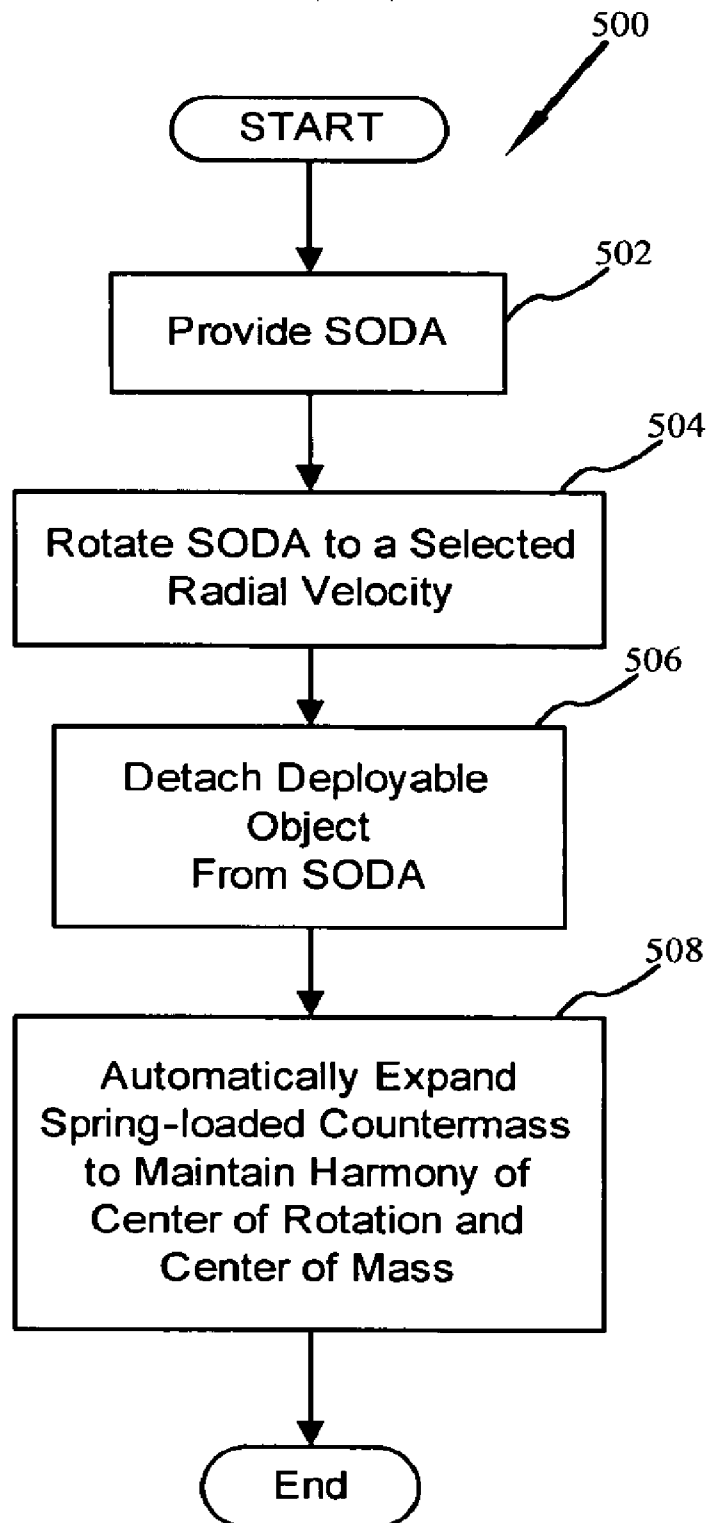 500
START
502
Provide SODA
504
Rotate SODA to a Selected
Radial Velocity
506
Detach Deployable
Object
From SODA
508
Automatically Expand
Spring-loaded Countermass
to Maintain Harmony of
Center of Rotation and
Center of Mass
End